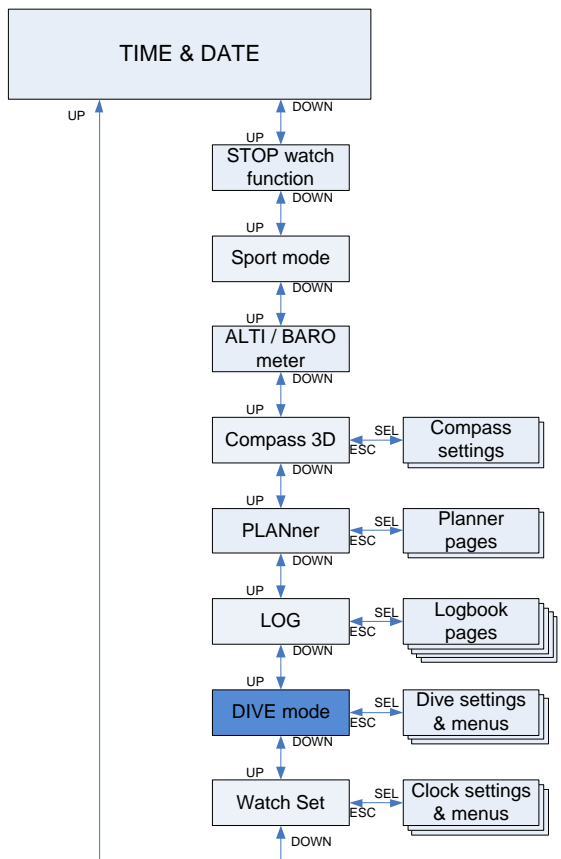 TIME & DATE
UP
DOWN
UP
STOP watch
function
DOWN
UP
Sport mode
DOWN
UP
ALTI / BARO
meter
DOWN
UP
Compass 3D
SEL
ESC
Compass
settings
DOWN
UP
PLANner
SEL
ESC
Planner
pages
DOWN
UP
LOG
SEL
ESC
Logbook
pages
DOWN
UP
DIVE mode
SEL
ESC
Dive settings
& menus
DOWN
UP
Watch Set
SEL
ESC
Clock settings
& menus
DOWN